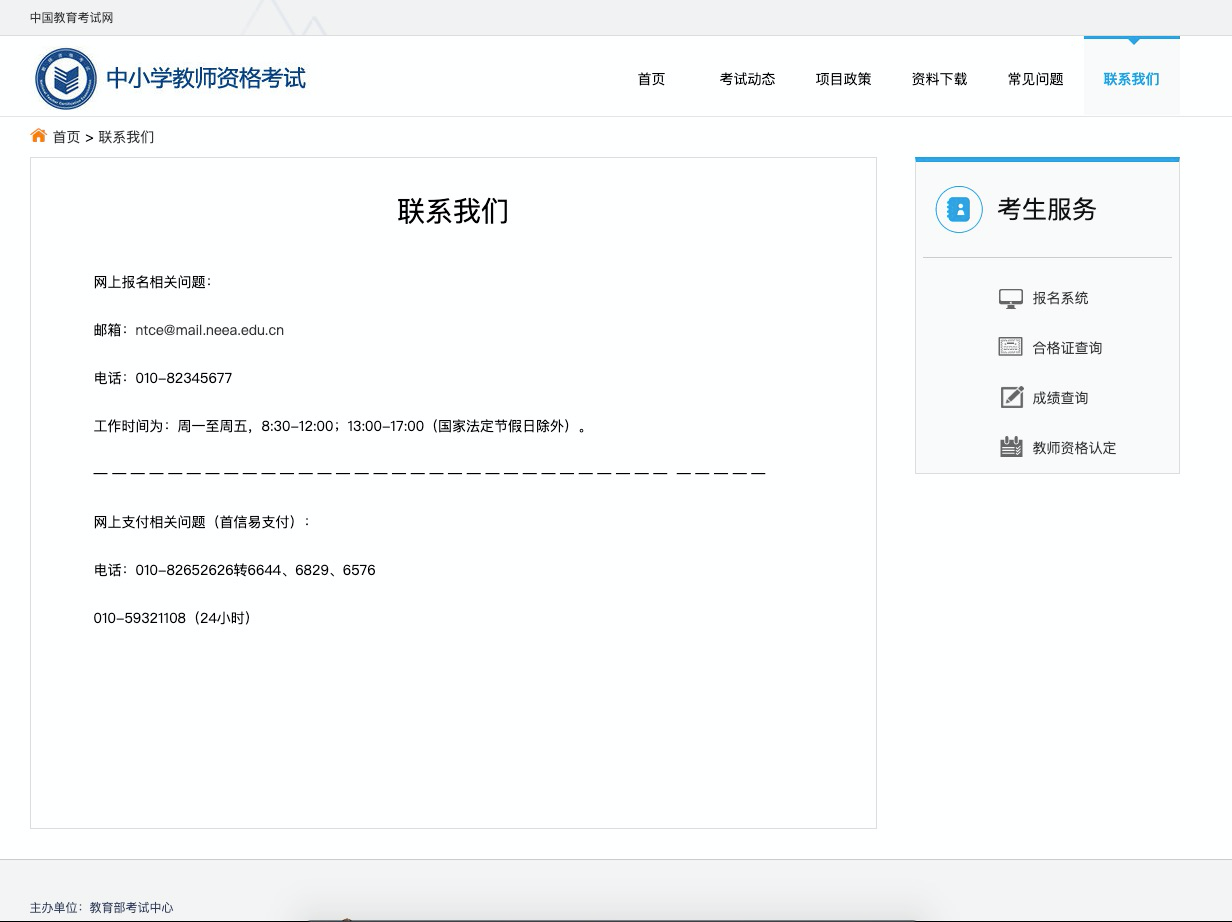 中国教育考试网
中小学教师资格考试
首页
考试动态
项目政策
资料下载
常见问题
联系我们
首页 > 联系我们
联系我们
网上报名相关问题：
邮箱：ntce@mail.neea.edu.cn
电话：010-82345677
工作时间为：周一至周五，8:30-12:00；13:00-17:00（国家法定节假日除外）。
— — — — — — — — — — — — — — — — — — — — — — — — — — — — — — — — — — — —
网上支付相关问题（首信易支付）：
电话：010-82652626转6644、6829、6576
010-59321108（24小时）
考生服务
报名系统
合格证查询
成绩查询
教师资格认定
主办单位：教育部考试中心